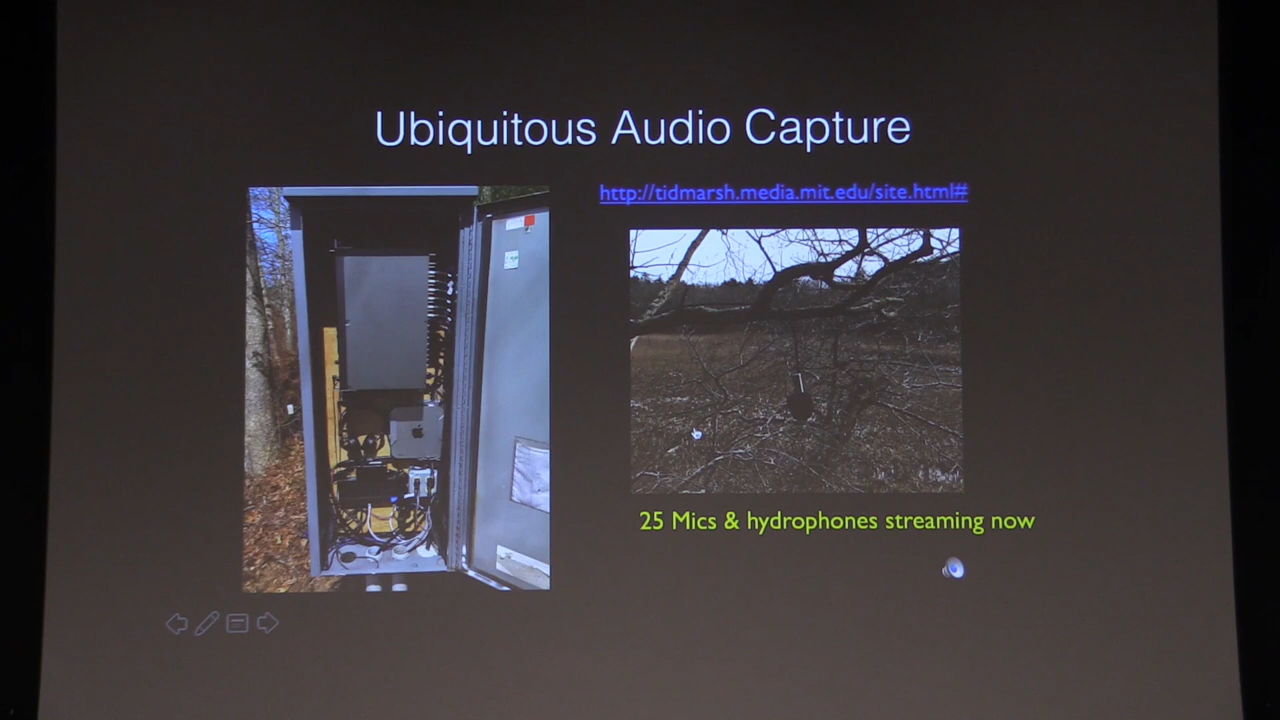 Ubiquitous Audio Capture
http://tidmarsh.media.mit.edu/site.html#
25 Mics & hydrophones streaming now